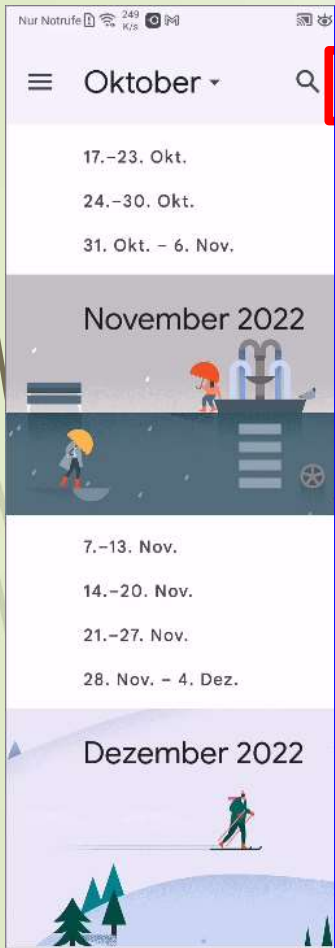 Nur Notrufe 249 K/s
Oktober
17.–23. Okt.
24.–30. Okt.
31. Okt. – 6. Nov.
November 2022
7.–13. Nov.
14.–20. Nov.
21.–27. Nov.
28. Nov. – 4. Dez.
Dezember 2022